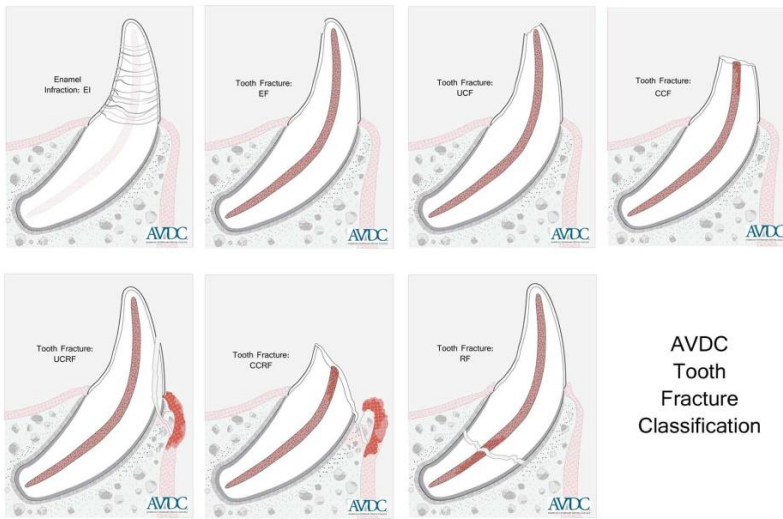 Enamel
Infraction: EI
Tooth Fracture:
EF
Tooth Fracture:
UCF
Tooth Fracture:
CCF
AVDC
AVDC
AVDC
AVDC
Tooth Fracture:
UCRF
Tooth Fracture:
CCRF
Tooth Fracture:
RF
AVDC
Tooth
Fracture
Classification
AVDC
AVDC
AVDC